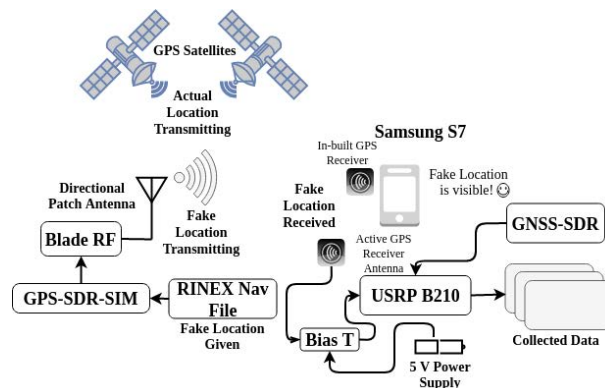 GPS Satellites
Actual
Location
Transmitting
Directional
Patch Antenna
Fake
Location
Transmitting
Blade RF
GPS-SDR-SIM
RINEX Nav
File
Fake Location
Given
Samsung S7
In-built GPS
Receiver
Fake
Location
Received
Fake Location
is visible!
Active GPS
Receiver
Antenna
GNSS-SDR
USRP B210
Bias T
5 V Power
Supply
Collected Data